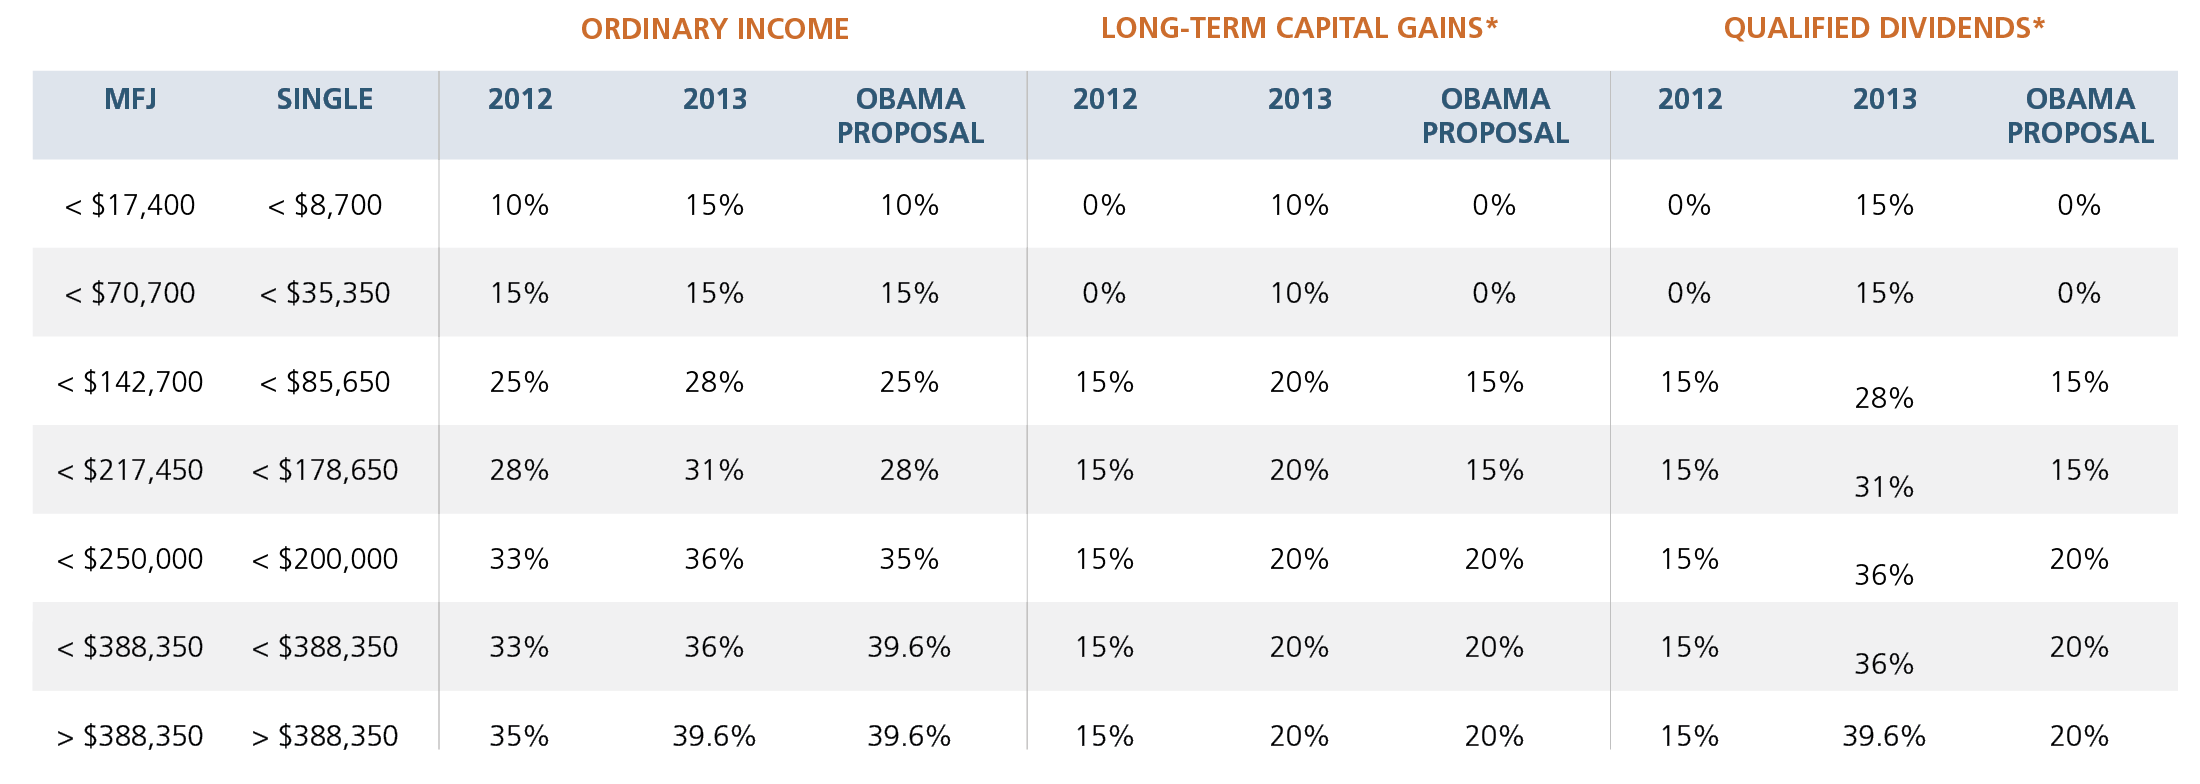 ORDINARY INCOME LONG-TERM CAPITAL GAINS* QUALIFIED DIVIDENDS*
MFJ SINGLE 2012 2013 OBAMA PROPOSAL 2012 2013 OBAMA PROPOSAL 2012 2013 OBAMA PROPOSAL
< $17,400 < $8,700 10% 15% 10% 0% 10% 0% 0% 15% 0%
< $70,700 < $35,350 15% 15% 15% 0% 10% 0% 0% 15% 0%
< $142,700 < $85,650 25% 28% 25% 15% 20% 15% 15% 28% 15%
< $217,450 < $178,650 28% 31% 28% 15% 20% 15% 15% 31% 15%
< $250,000 < $200,000 33% 36% 35% 15% 20% 20% 15% 36% 20%
< $388,350 < $388,350 33% 36% 39.6% 15% 20% 20% 15% 36% 20%
> $388,350 > $388,350 35% 39.6% 39.6% 15% 20% 20% 15% 39.6% 20%